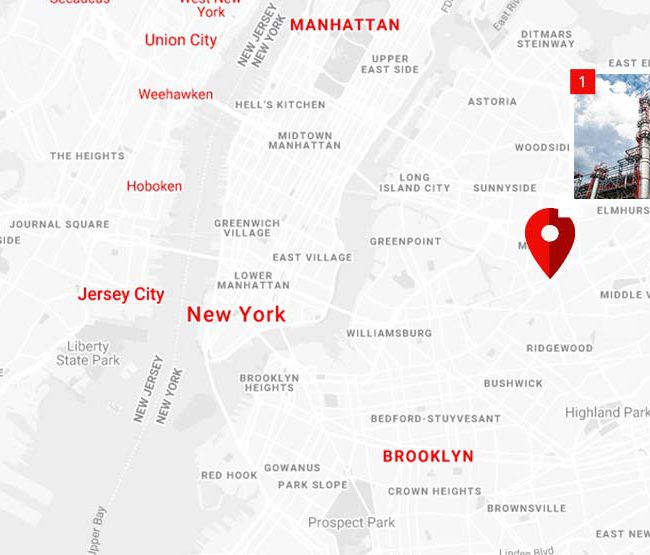 West New
York
MANHATTAN
NEW JERSEY
NEW YORK
Union City
DITMARS
STEINWAY
UPPER
EAST SIDE
1
Weehawken
HELL'S KITCHEN
ASTORIA
MIDTOWN
MANHATTAN
WOODSIDE
THE HEIGHTS
LONG
ISLAND CITY
SUNNYSIDE
Hoboken
ELMHURS
JOURNAL SQUARE
SIDE
GREENWICH
VILLAGE
GREENPOINT
M
EAST VILLAGE
LOWER
MANHATTAN
Jersey City
MIDDLE V
New York
WILLIAMSBURG
Liberty
State Park
RIDGEWOOD
NEW JERSEY
NEW YORK
BROOKLYN
HEIGHTS
BUSHWICK
Highland Park
BEDFORD-STUYVESANT
BROOKLYN
GOWANUS
RED HOOK
PARK SLOPE
CROWN HEIGHTS
BROWNSVILLE
Prospect Park
EAST NEW
Upper Bay
Linden Blvd